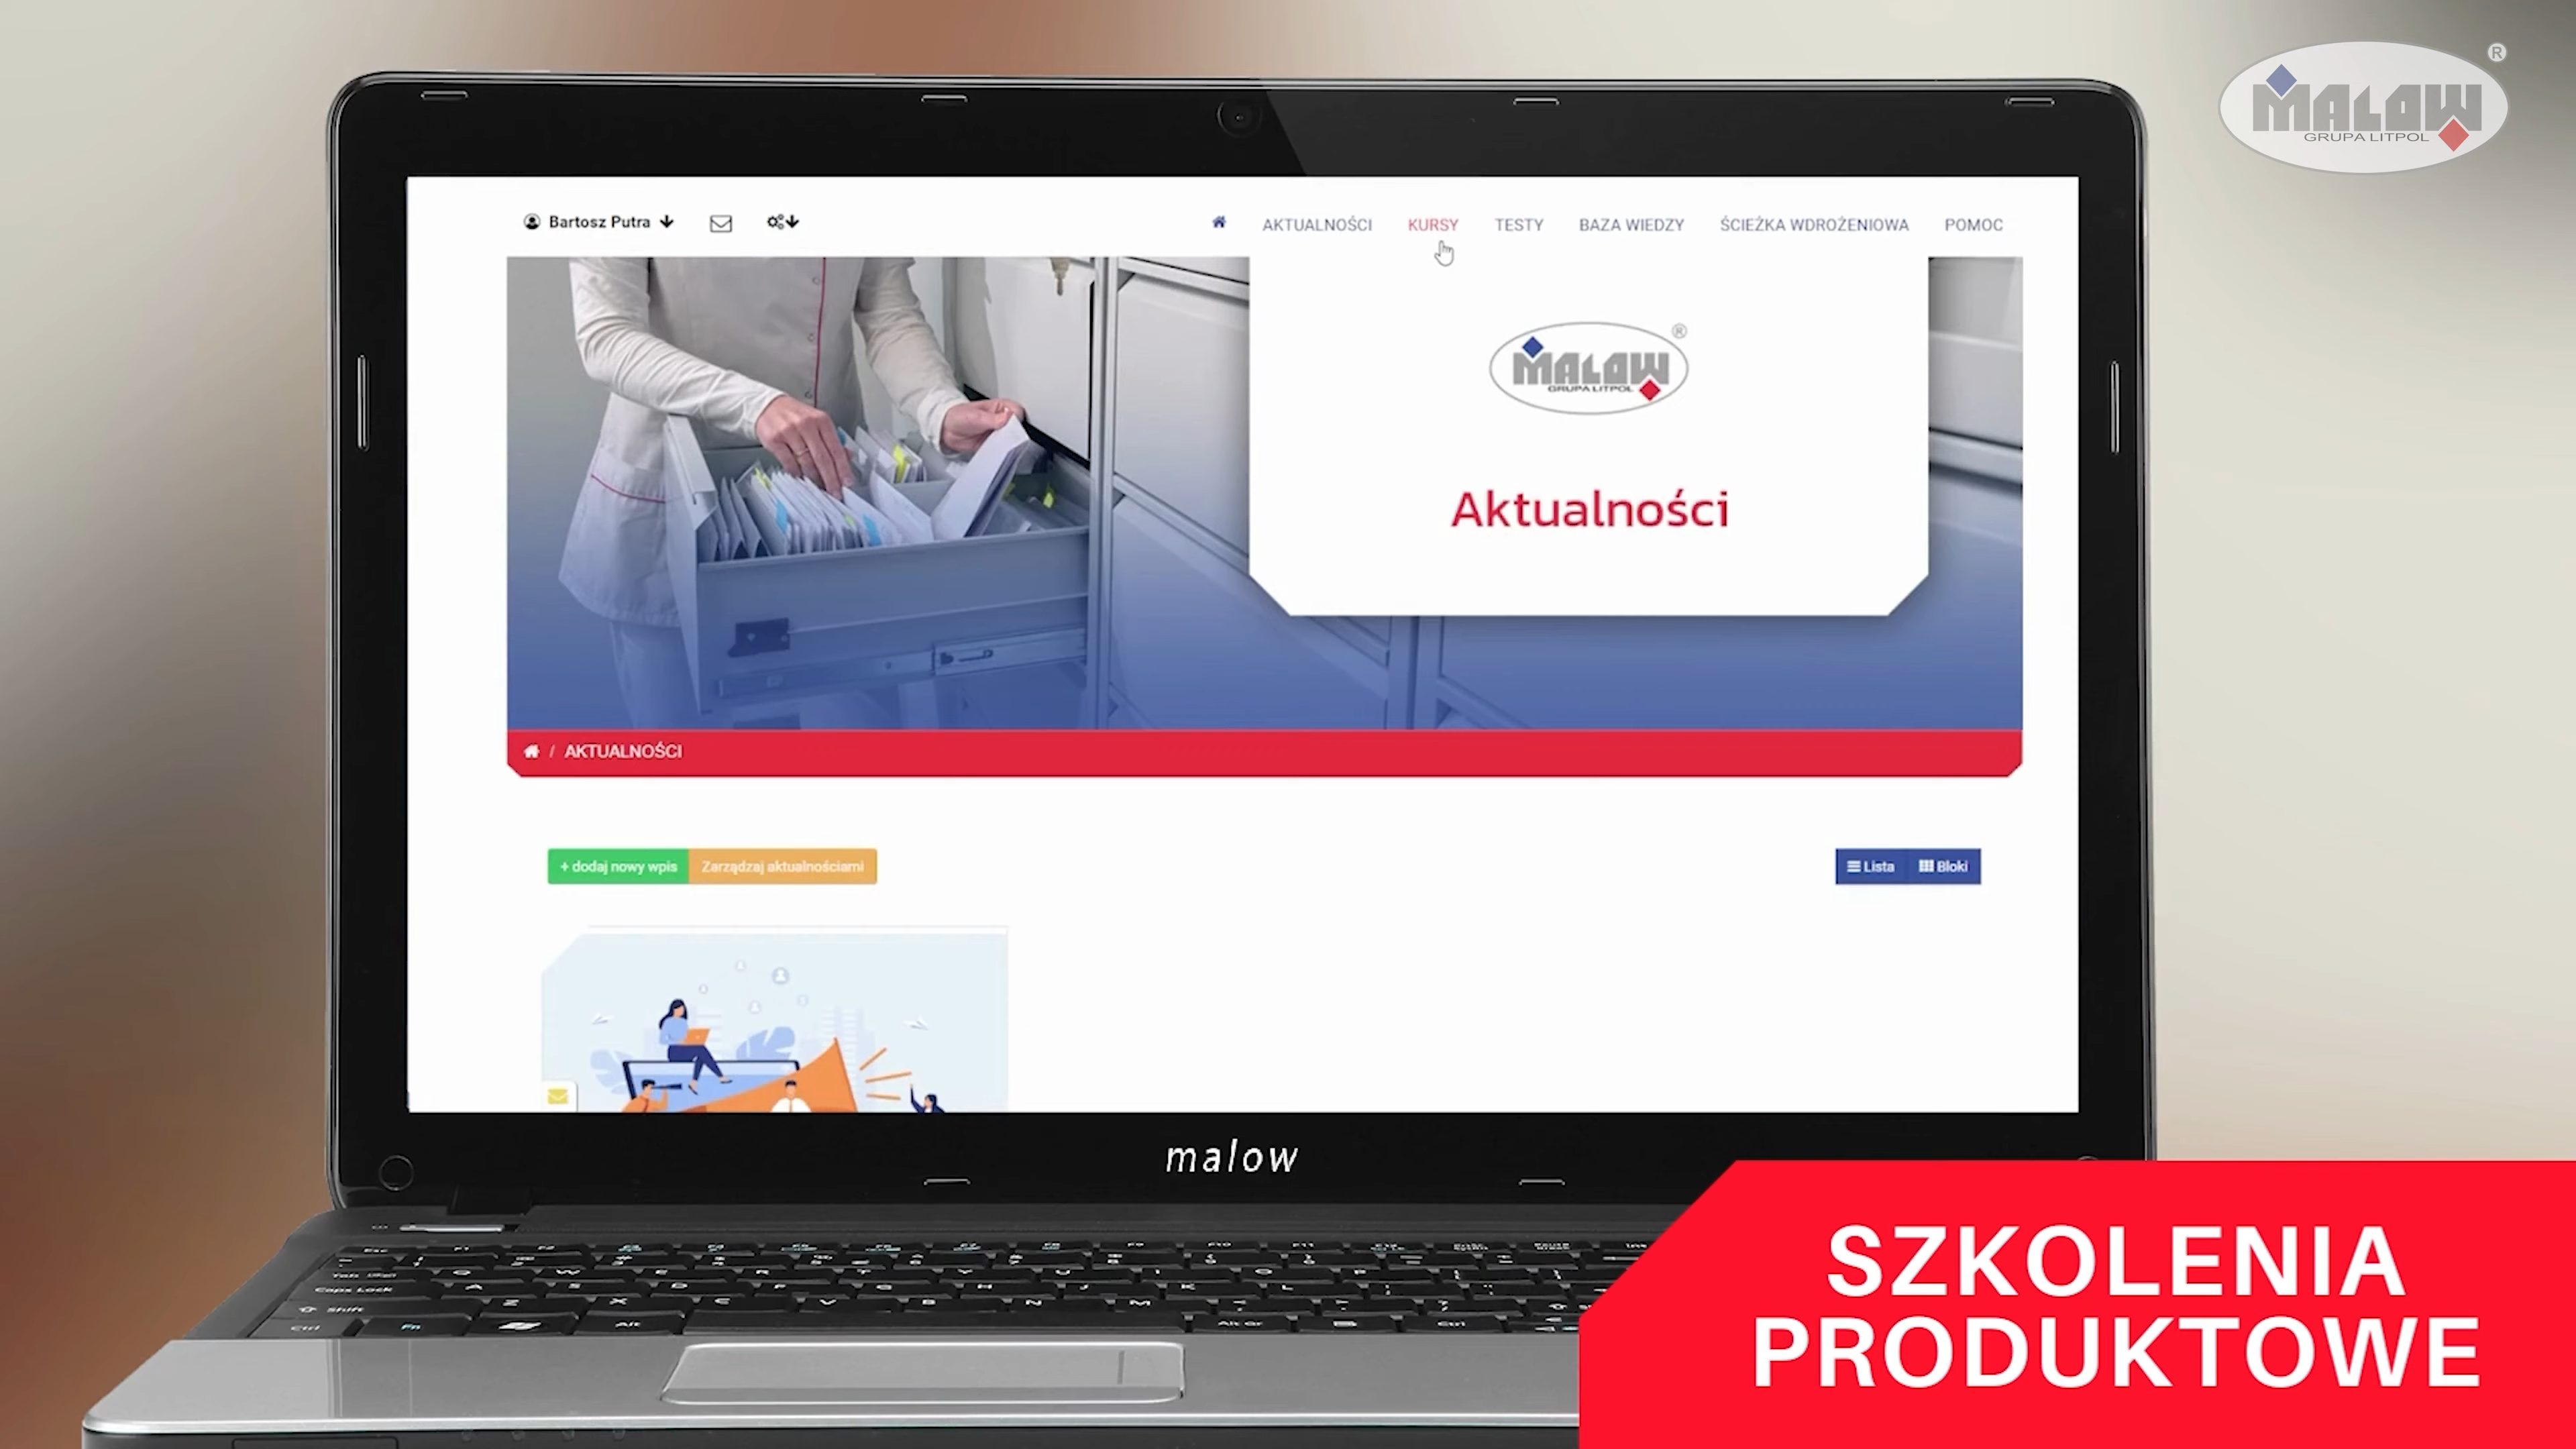 MALOW
GRUPA LITPOL
®
Bartosz Putra
AKTUALNOŚCI
KURSY
TESTY
BAZA WIEDZY
ŚCIEŻKA WDROŻENIOWA
POMOC
MALOW
GRUPA LITPOL
®
Aktualności
/ AKTUALNOŚCI
+ dodaj nowy wpis
Zarządzaj aktualnościami
Lista
Bloki
malow
SZKOLENIA
PRODUKTOWE